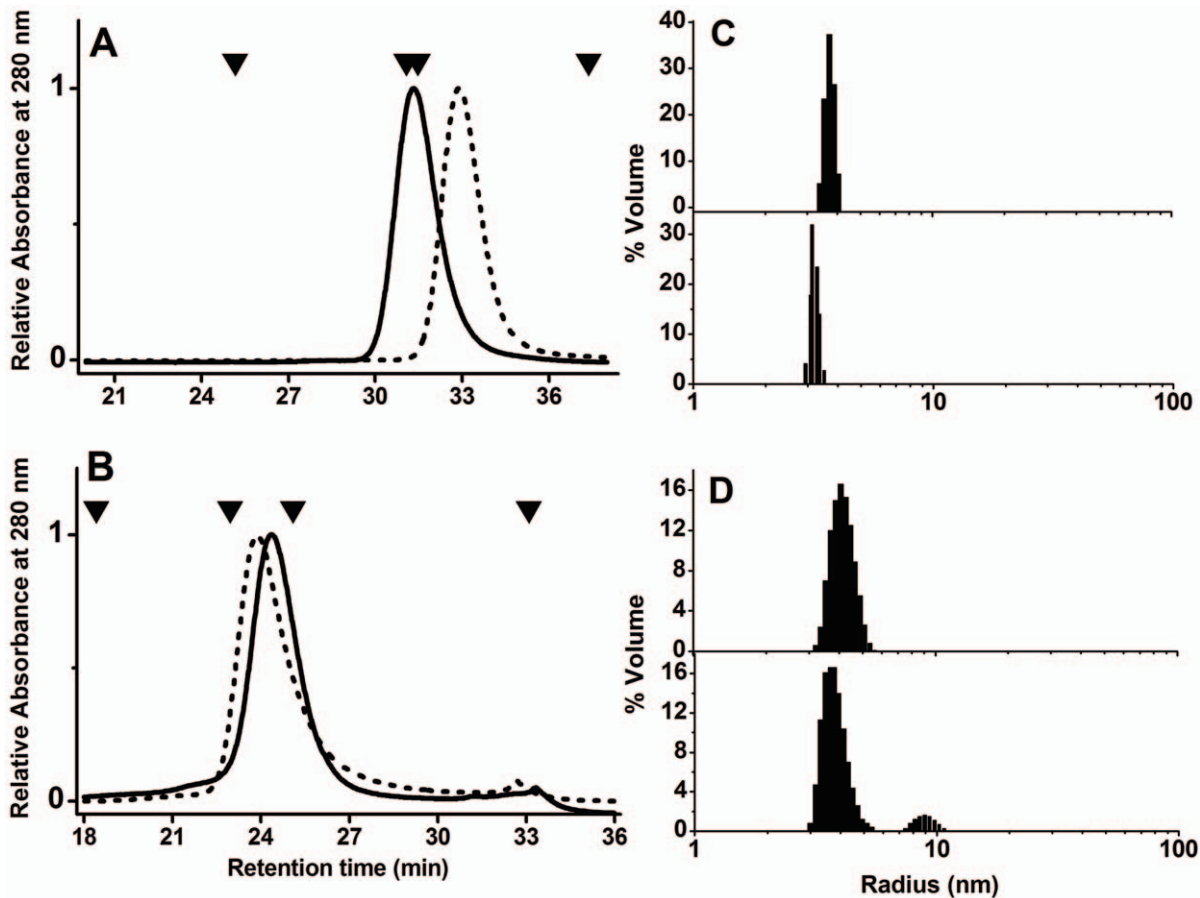 A
Relative Absorbance at 280 nm
1
0
21 24 27 30 33 36
C
% Volume
40
30
20
10
0
30
20
10
0
1 10 100
B
Relative Absorbance at 280 nm
1
0
18 21 24 27 30 33 36
Retention time (min)
D
% Volume
16
12
8
4
0
16
12
8
4
0
1 10 100
Radius (nm)